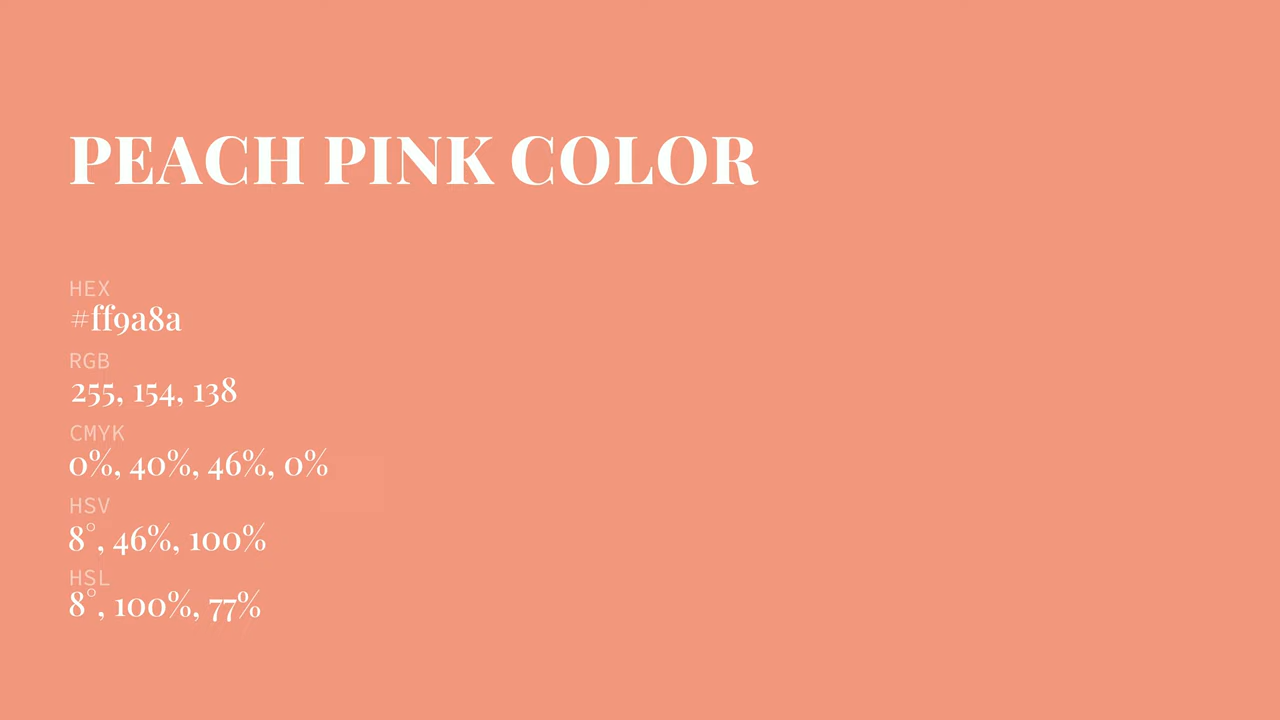 PEACH PINK COLOR
HEX
#ff9a8a
RGB
255, 154, 138
CMYK
0%, 40%, 46%, 0%
HSV
8°, 46%, 100%
HSL
8°, 100%, 77%